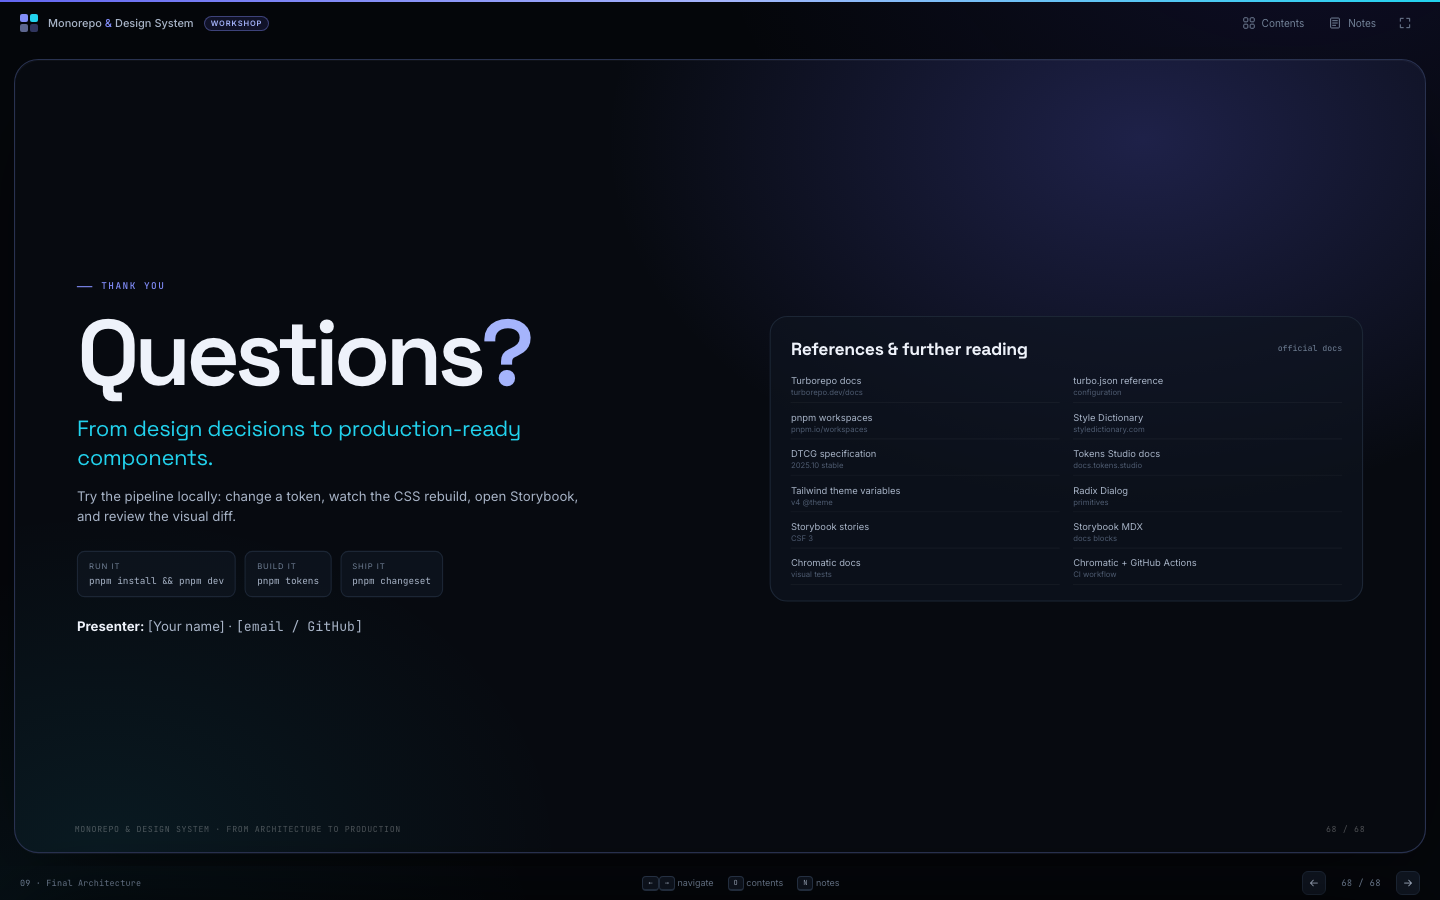 Monorepo & Design System WORKSHOP
Contents Notes
THANK YOU
Questions?
From design decisions to production-ready
components.
Try the pipeline locally: change a token, watch the CSS rebuild, open Storybook,
and review the visual diff.
RUN IT
pnpm install && pnpm dev
BUILD IT
pnpm tokens
SHIP IT
pnpm changeset
Presenter: [Your name] · [email / GitHub]
References & further reading
official docs
Turborepo docs
turborepo.dev/docs
turbo.json reference
configuration
pnpm workspaces
pnpm.io/workspaces
Style Dictionary
styledictionary.com
DTCG specification
2025.10 stable
Tokens Studio docs
docs.tokens.studio
Tailwind theme variables
v4 @theme
Radix Dialog
primitives
Storybook stories
CSF 3
Storybook MDX
docs blocks
Chromatic docs
visual tests
Chromatic + GitHub Actions
CI workflow
MONOREPO & DESIGN SYSTEM · FROM ARCHITECTURE TO PRODUCTION
68 / 68
09 · Final Architecture
← → navigate O contents N notes
← 68 / 68 →